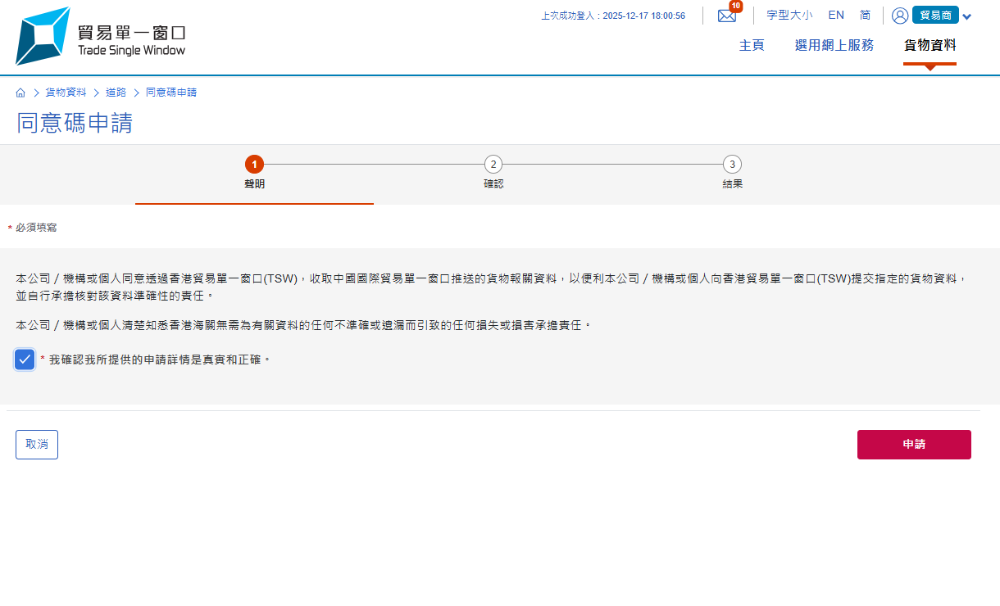 貿易單一窗口
Trade Single Window
上次成功登入：2025-12-17 18:00:56
10
字型大小
EN
简
貿易商
主頁
選用網上服務
貨物資料
貨物資料
道路
同意碼申請
同意碼申請
1
聲明
2
確認
3
結果
* 必須填寫
本公司 / 機構或個人同意透過香港貿易單一窗口(TSW)，收取中國國際貿易單一窗口推送的貨物報關資料，以便利本公司 / 機構或個人向香港貿易單一窗口(TSW)提交指定的貨物資料，
並自行承擔核對該資料準確性的責任。
本公司 / 機構或個人清楚知悉香港海關無需為有關資料的任何不準確或遺漏而引致的任何損失或損害承擔責任。
* 我確認我所提供的申請詳情是真實和正確。
取消
申請